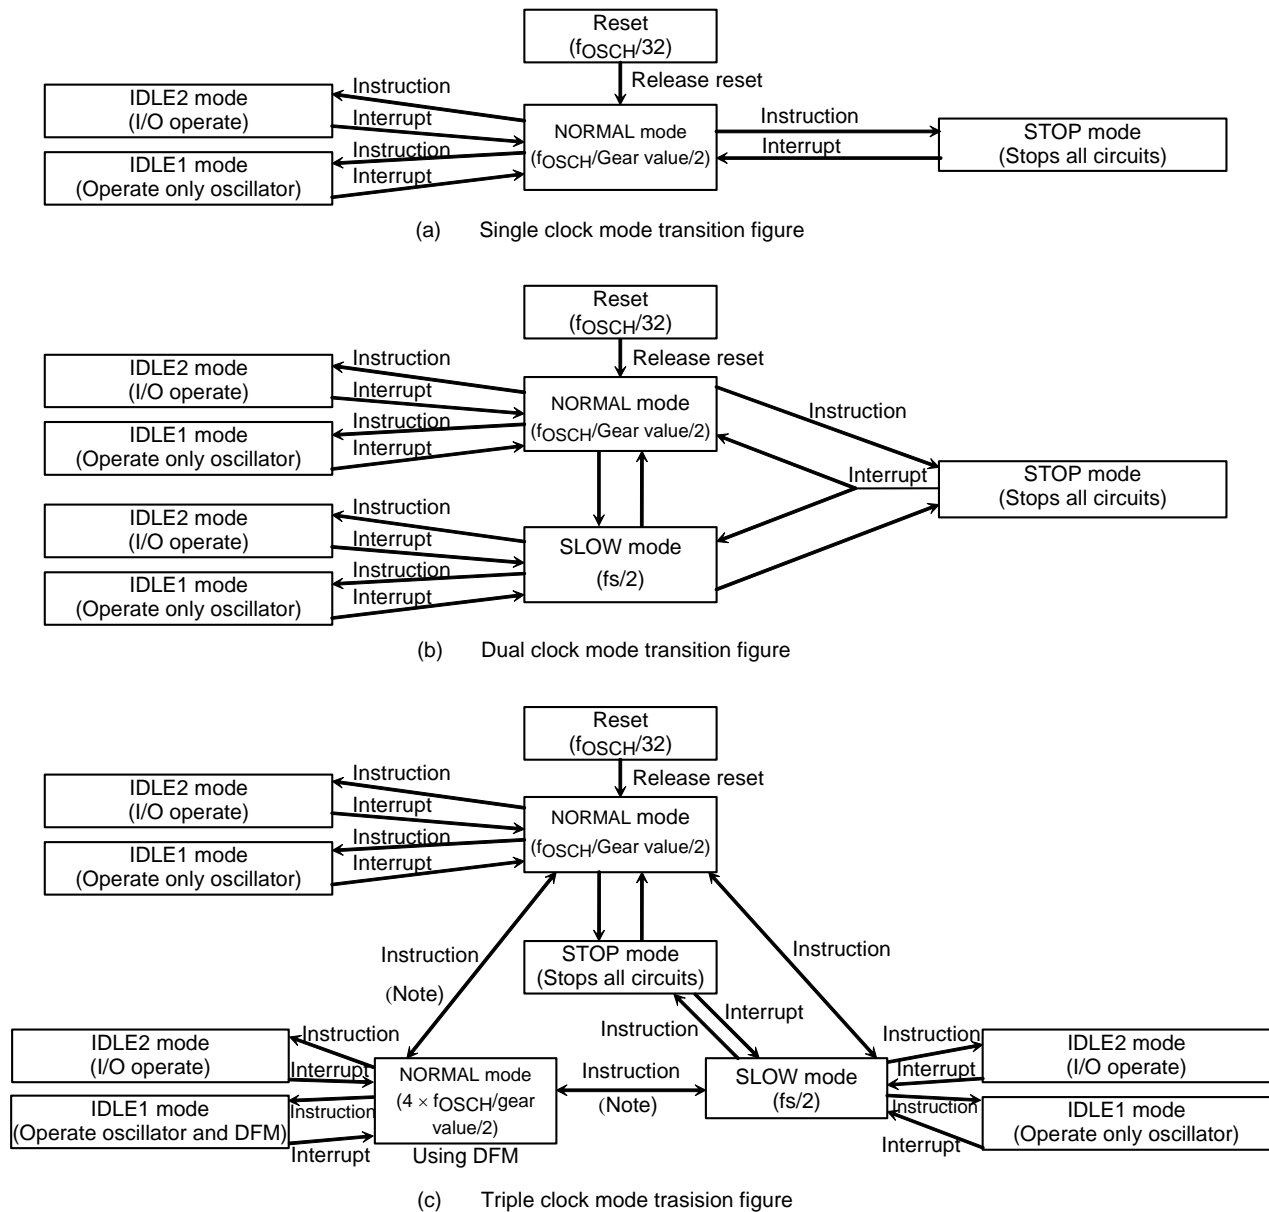 Reset
(fOSCH/32)
Release reset
Instruction
IDLE2 mode
(I/O operate)
Interrupt
Instruction
IDLE1 mode
(Operate only oscillator)
Interrupt
NORMAL mode
(fOSCH/Gear value/2)
Instruction
Interrupt
STOP mode
(Stops all circuits)
(a) Single clock mode transition figure
Reset
(fOSCH/32)
Release reset
Instruction
IDLE2 mode
(I/O operate)
Interrupt
Instruction
IDLE1 mode
(Operate only oscillator)
Interrupt
NORMAL mode
(fOSCH/Gear value/2)
Instruction
Interrupt
STOP mode
(Stops all circuits)
IDLE2 mode
(I/O operate)
Instruction
Interrupt
Instruction
IDLE1 mode
(Operate only oscillator)
Interrupt
SLOW mode
(fs/2)
(b) Dual clock mode transition figure
Reset
(fOSCH/32)
Release reset
Instruction
IDLE2 mode
(I/O operate)
Interrupt
Instruction
IDLE1 mode
(Operate only oscillator)
Interrupt
NORMAL mode
(fOSCH/Gear value/2)
Instruction
(Note)
STOP mode
(Stops all circuits)
Instruction
Instruction
Interrupt
IDLE2 mode
(I/O operate)
Instruction
Interrupt
IDLE1 mode
(Operate oscillator and DFM)
Instruction
Interrupt
NORMAL mode
(4 × fOSCH/gear
value/2)
Using DFM
Instruction
(Note)
SLOW mode
(fs/2)
Instruction
Interrupt
IDLE2 mode
(I/O operate)
Instruction
Interrupt
IDLE1 mode
(Operate only oscillator)
(c) Triple clock mode trasision figure